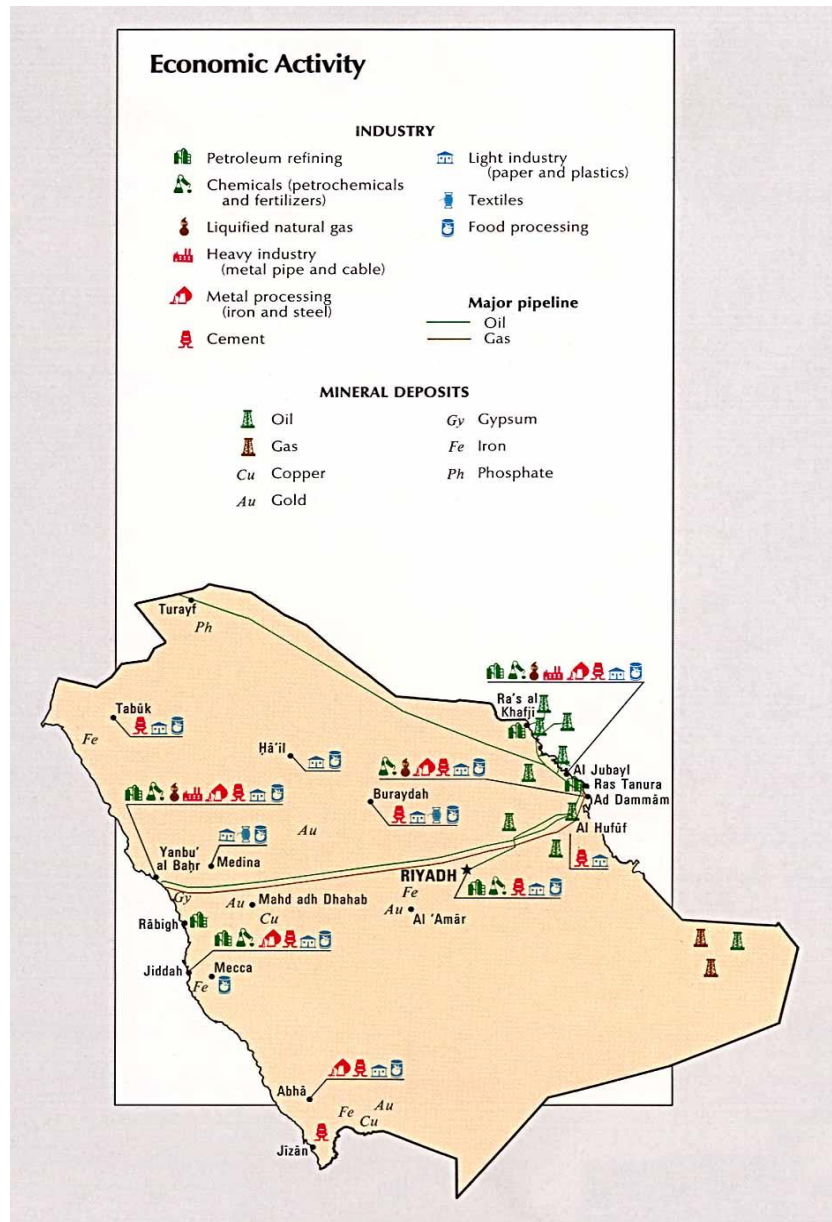 Economic Activity
INDUSTRY
Petroleum refining
Chemicals (petrochemicals
and fertilizers)
Liquified natural gas
Heavy industry
(metal pipe and cable)
Metal processing
(iron and steel)
Cement
Light industry
(paper and plastics)
Textiles
Food processing
Major pipeline
Oil
Gas
MINERAL DEPOSITS
Oil
Gas
Cu Copper
Au Gold
Gy Gypsum
Fe Iron
Ph Phosphate
Turayf
Ph
Tabūk
Fe
Ḥā'il
Ra's al
Khafjī
Al Jubayl
Ras Tanura
Ad Dammām
Buraydah
Au
Al Hufūf
Yanbu'
al Baḥr
Medina
RIYADH
Gy
Au
Mahd adh Dhahab
Cu
Fe
Au
Al 'Amār
Rābigh
Jiddah
Mecca
Fe
Abhā
Fe
Au
Cu
Jīzān